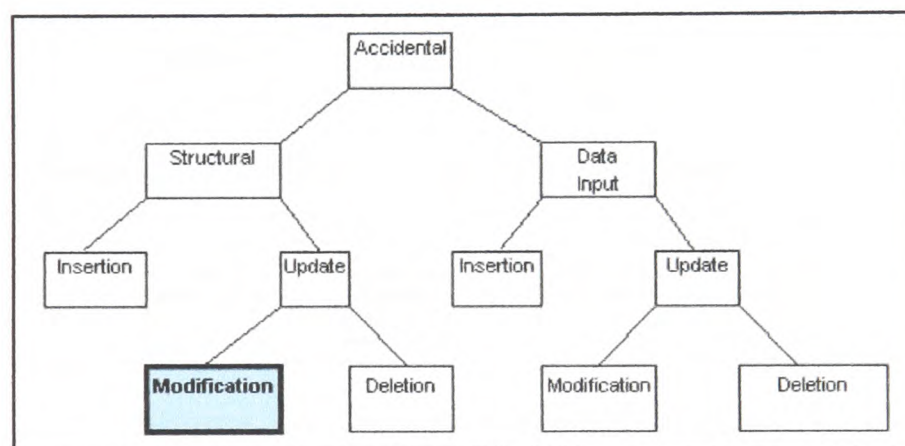 Accidental
Structural
Data
Input
Insertion
Update
Insertion
Update
Modification
Deletion
Modification
Deletion